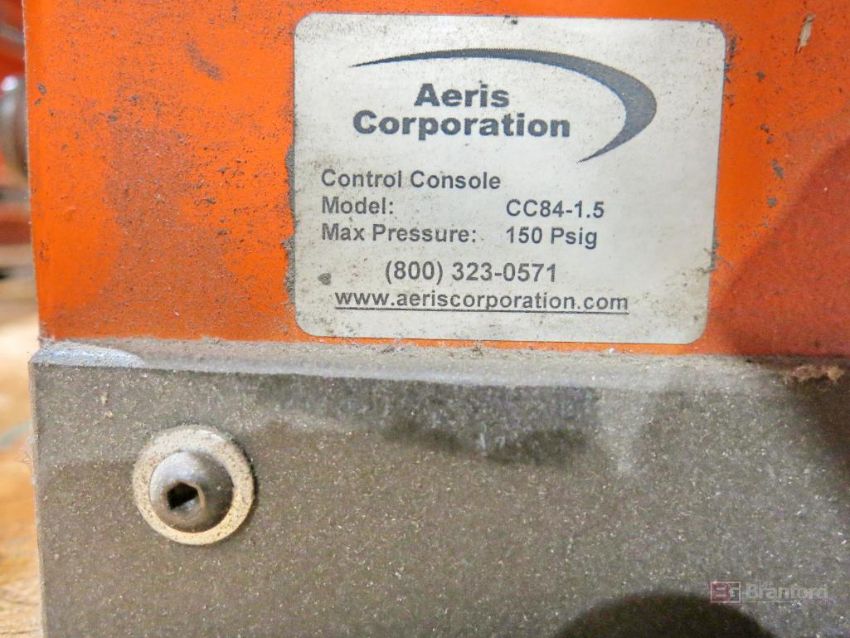 Aeris
Corporation
Control Console
Model: CC84-1.5
Max Pressure: 150 Psig
(800) 323-0571
www.aeriscorporation.com
BG Branford